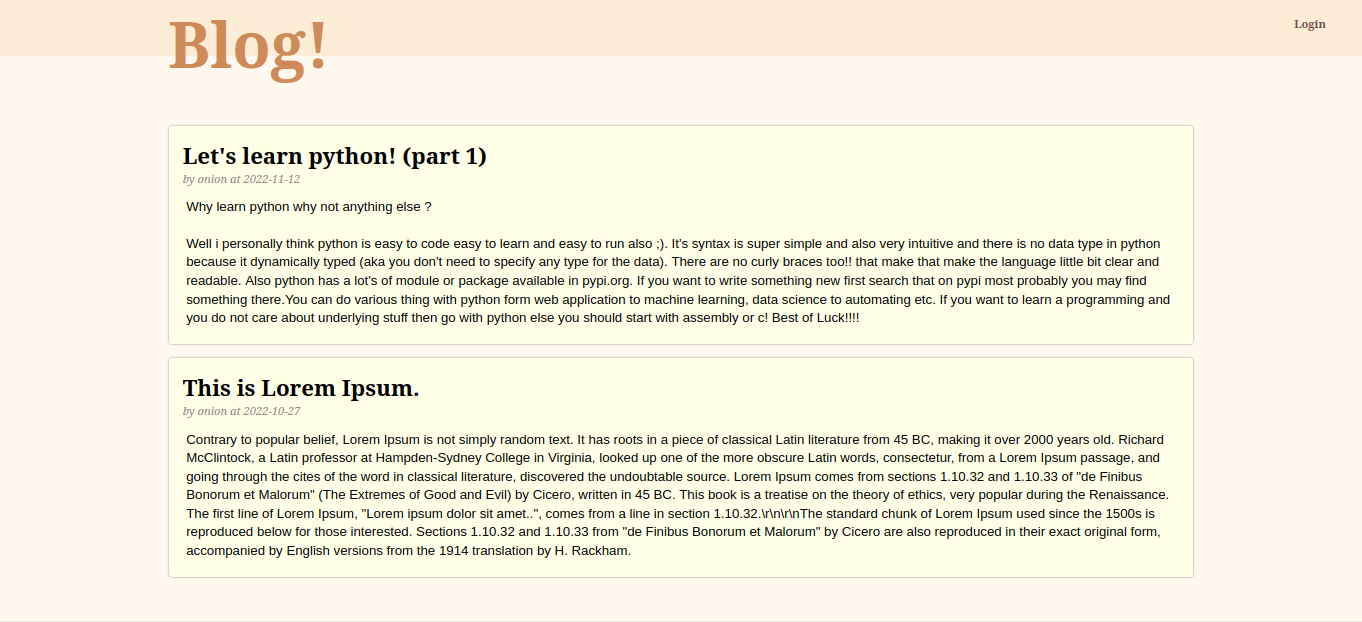 Blog!
Login
Let's learn python! (part 1)
by onion at 2022-11-12
Why learn python why not anything else ?
Well i personally think python is easy to code easy to learn and easy to run also ;). It's syntax is super simple and also very intuitive and there is no data type in python
because it dynamically typed (aka you don't need to specify any type for the data). There are no curly braces too!! that make that make the language little bit clear and
readable. Also python has a lot's of module or package available in pypi.org. If you want to write something new first search that on pypi most probably you may find
something there.You can do various thing with python form web application to machine learning, data science to automating etc. If you want to learn a programming and
you do not care about underlying stuff then go with python else you should start with assembly or c! Best of Luck!!!!
This is Lorem Ipsum.
by onion at 2022-10-27
Contrary to popular belief, Lorem Ipsum is not simply random text. It has roots in a piece of classical Latin literature from 45 BC, making it over 2000 years old. Richard
McClintock, a Latin professor at Hampden-Sydney College in Virginia, looked up one of the more obscure Latin words, consectetur, from a Lorem Ipsum passage, and
going through the cites of the word in classical literature, discovered the undoubtable source. Lorem Ipsum comes from sections 1.10.32 and 1.10.33 of "de Finibus
Bonorum et Malorum" (The Extremes of Good and Evil) by Cicero, written in 45 BC. This book is a treatise on the theory of ethics, very popular during the Renaissance.
The first line of Lorem Ipsum, "Lorem ipsum dolor sit amet..", comes from a line in section 1.10.32.\r\n\r\nThe standard chunk of Lorem Ipsum used since the 1500s is
reproduced below for those interested. Sections 1.10.32 and 1.10.33 from "de Finibus Bonorum et Malorum" by Cicero are also reproduced in their exact original form,
accompanied by English versions from the 1914 translation by H. Rackham.